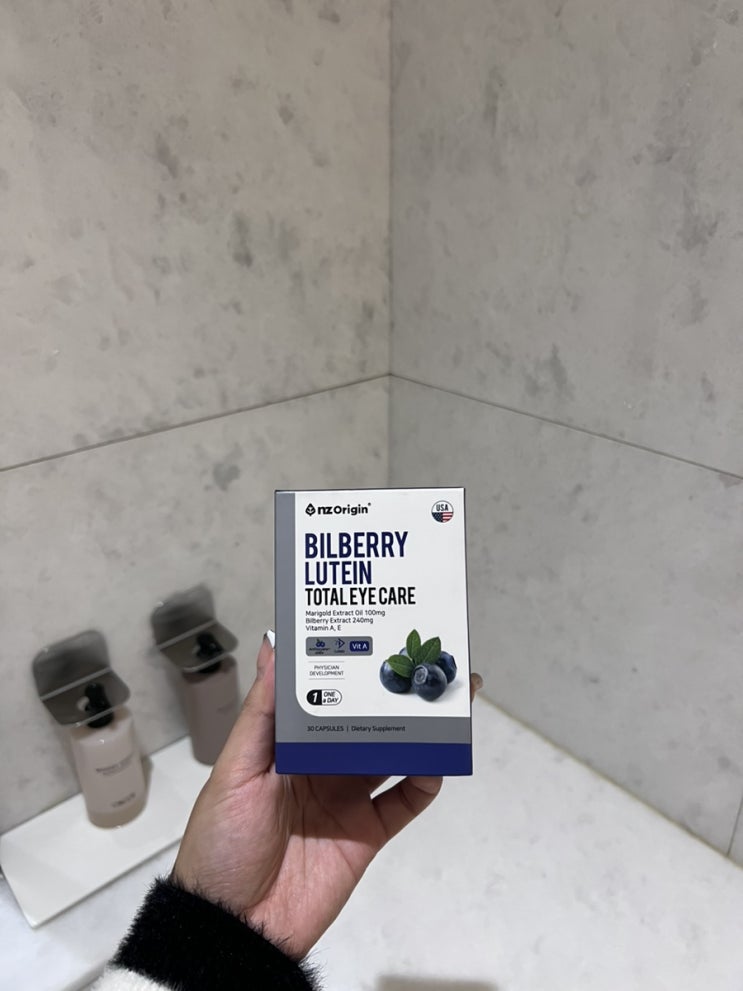 nzOrigin®
USA
BILBERRY
LUTEIN
TOTAL EYE CARE
Marigold Extract Oil 100mg
Bilberry Extract 240mg
Vitamin A, E
Vit A
PHYSICIAN
DEVELOPMENT
1 ONE
a DAY
30 CAPSULES | Dietary Supplement